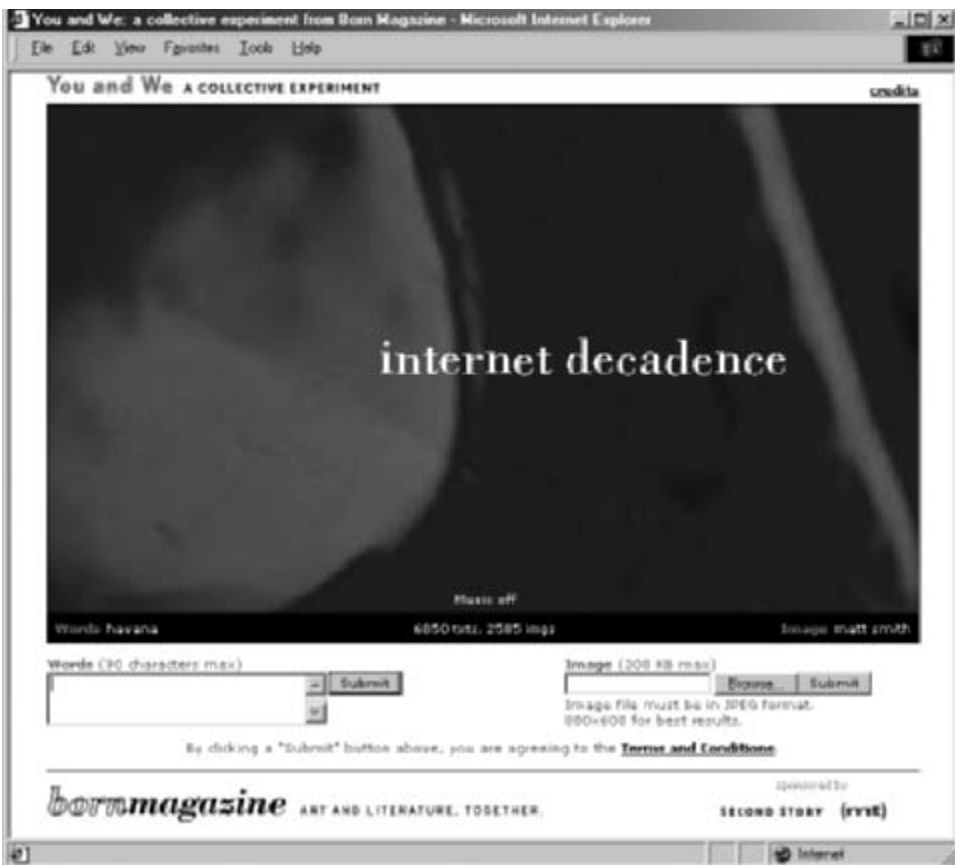 You and We: a collective experiment from Born Magazine - Microsoft Internet Explorer
File Edit View Favorites Tools Help
You and We A COLLECTIVE EXPERIMENT
credits
internet decadence
Music off
Words havana 6850 txts, 2585 imgs Image matt smith
Words (90 characters max) Image (200 KB max)
Submit Browse... Submit
Image file must be in JPEG format.
for best results.
By clicking a "Submit" button above, you are agreeing to the Terms and Conditions.
bornmagazine ART AND LITERATURE, TOGETHER.
sponsored by
SECOND STORY
Internet